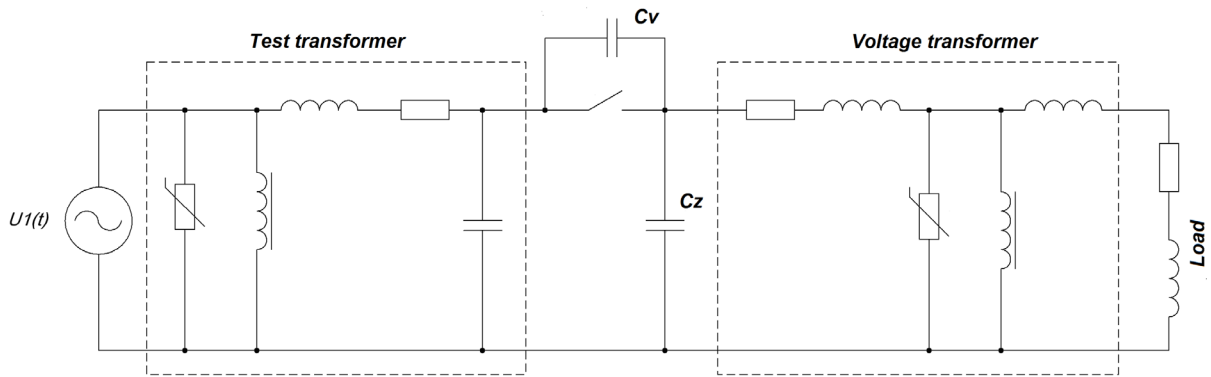 Cv
Test transformer
Voltage transformer
U1(t)
Cz
Load